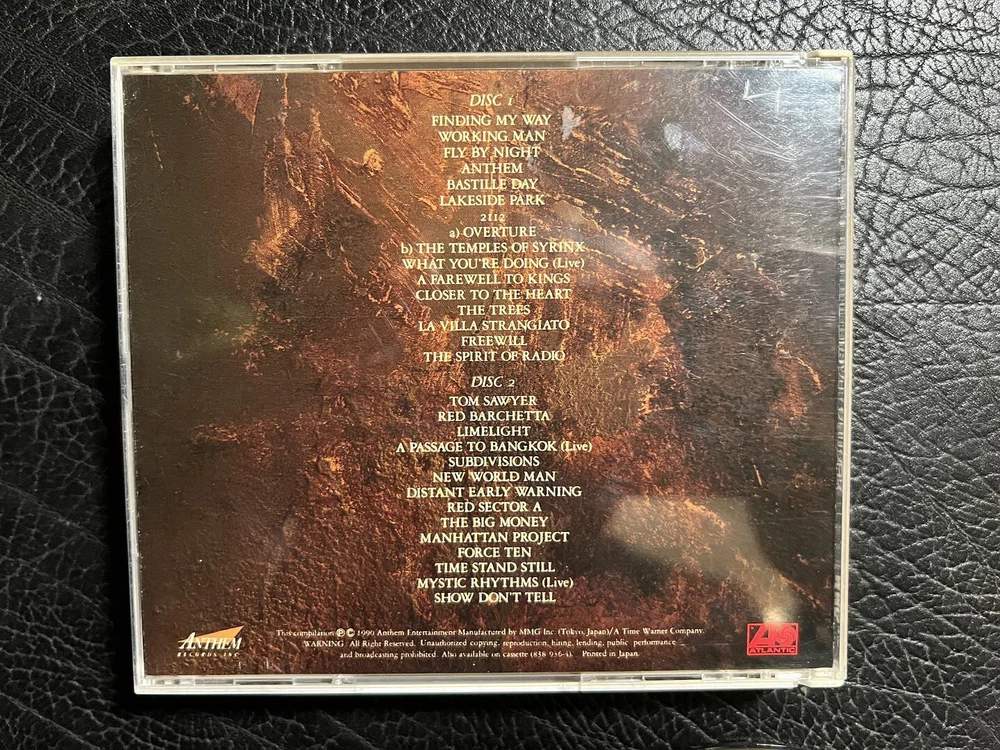 DISC 1
FINDING MY WAY
WORKING MAN
FLY BY NIGHT
ANTHEM
BASTILLE DAY
LAKESIDE PARK
2112
a) OVERTURE
b) THE TEMPLES OF SYRINX
WHAT YOU'RE DOING (Live)
A FAREWELL TO KINGS
CLOSER TO THE HEART
THE TREES
LA VILLA STRANGIATO
FREEWILL
THE SPIRIT OF RADIO
DISC 2
TOM SAWYER
RED BARCHETTA
LIMELIGHT
A PASSAGE TO BANGKOK (Live)
SUBDIVISIONS
NEW WORLD MAN
DISTANT EARLY WARNING
RED SECTOR A
THE BIG MONEY
MANHATTAN PROJECT
FORCE TEN
TIME STAND STILL
MYSTIC RHYTHMS (Live)
SHOW DON'T TELL
ANTHEM
RECORDS INC
This compilation ℗ © 1990 Anthem Entertainment Manufactured by MMG Inc. (Tokyo, Japan)/A Time Warner Company.
WARNING: All Right Reserved. Unauthorized copying, reproduction, hiring, lending, public performance
and broadcasting prohibited. Also available on cassette (838 936-4). Printed in Japan.
ATLANTIC